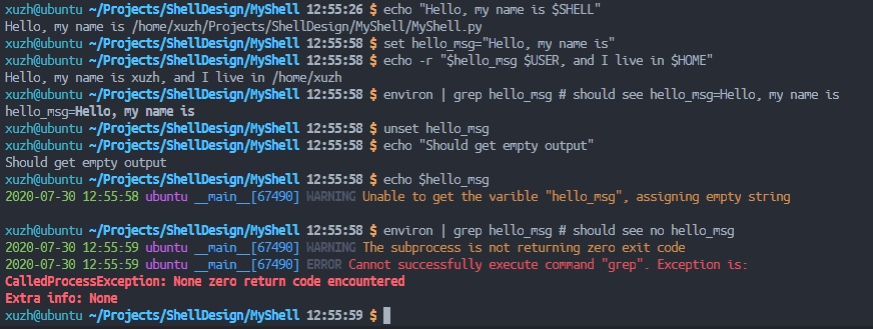 xuzh@ubuntu ~/Projects/ShellDesign/MyShell 12:55:26 $ echo "Hello, my name is $SHELL"
Hello, my name is /home/xuzh/Projects/ShellDesign/MyShell/MyShell.py
xuzh@ubuntu ~/Projects/ShellDesign/MyShell 12:55:58 $ set hello_msg="Hello, my name is"
xuzh@ubuntu ~/Projects/ShellDesign/MyShell 12:55:58 $ echo -r "$hello_msg $USER, and I live in $HOME"
Hello, my name is xuzh, and I live in /home/xuzh
xuzh@ubuntu ~/Projects/ShellDesign/MyShell 12:55:58 $ environ | grep hello_msg # should see hello_msg=Hello, my name is
hello_msg=Hello, my name is
xuzh@ubuntu ~/Projects/ShellDesign/MyShell 12:55:58 $ unset hello_msg
xuzh@ubuntu ~/Projects/ShellDesign/MyShell 12:55:58 $ echo "Should get empty output"
Should get empty output
xuzh@ubuntu ~/Projects/ShellDesign/MyShell 12:55:58 $ echo $hello_msg
2020-07-30 12:55:58 ubuntu __main__[67490] WARNING Unable to get the varible "hello_msg", assigning empty string
xuzh@ubuntu ~/Projects/ShellDesign/MyShell 12:55:58 $ environ | grep hello_msg # should see no hello_msg
2020-07-30 12:55:59 ubuntu __main__[67490] WARNING The subprocess is not returning zero exit code
2020-07-30 12:55:59 ubuntu __main__[67490] ERROR Cannot successfully execute command "grep". Exception is:
CalledProcessException: None zero return code encountered
Extra info: None
xuzh@ubuntu ~/Projects/ShellDesign/MyShell 12:55:59 $